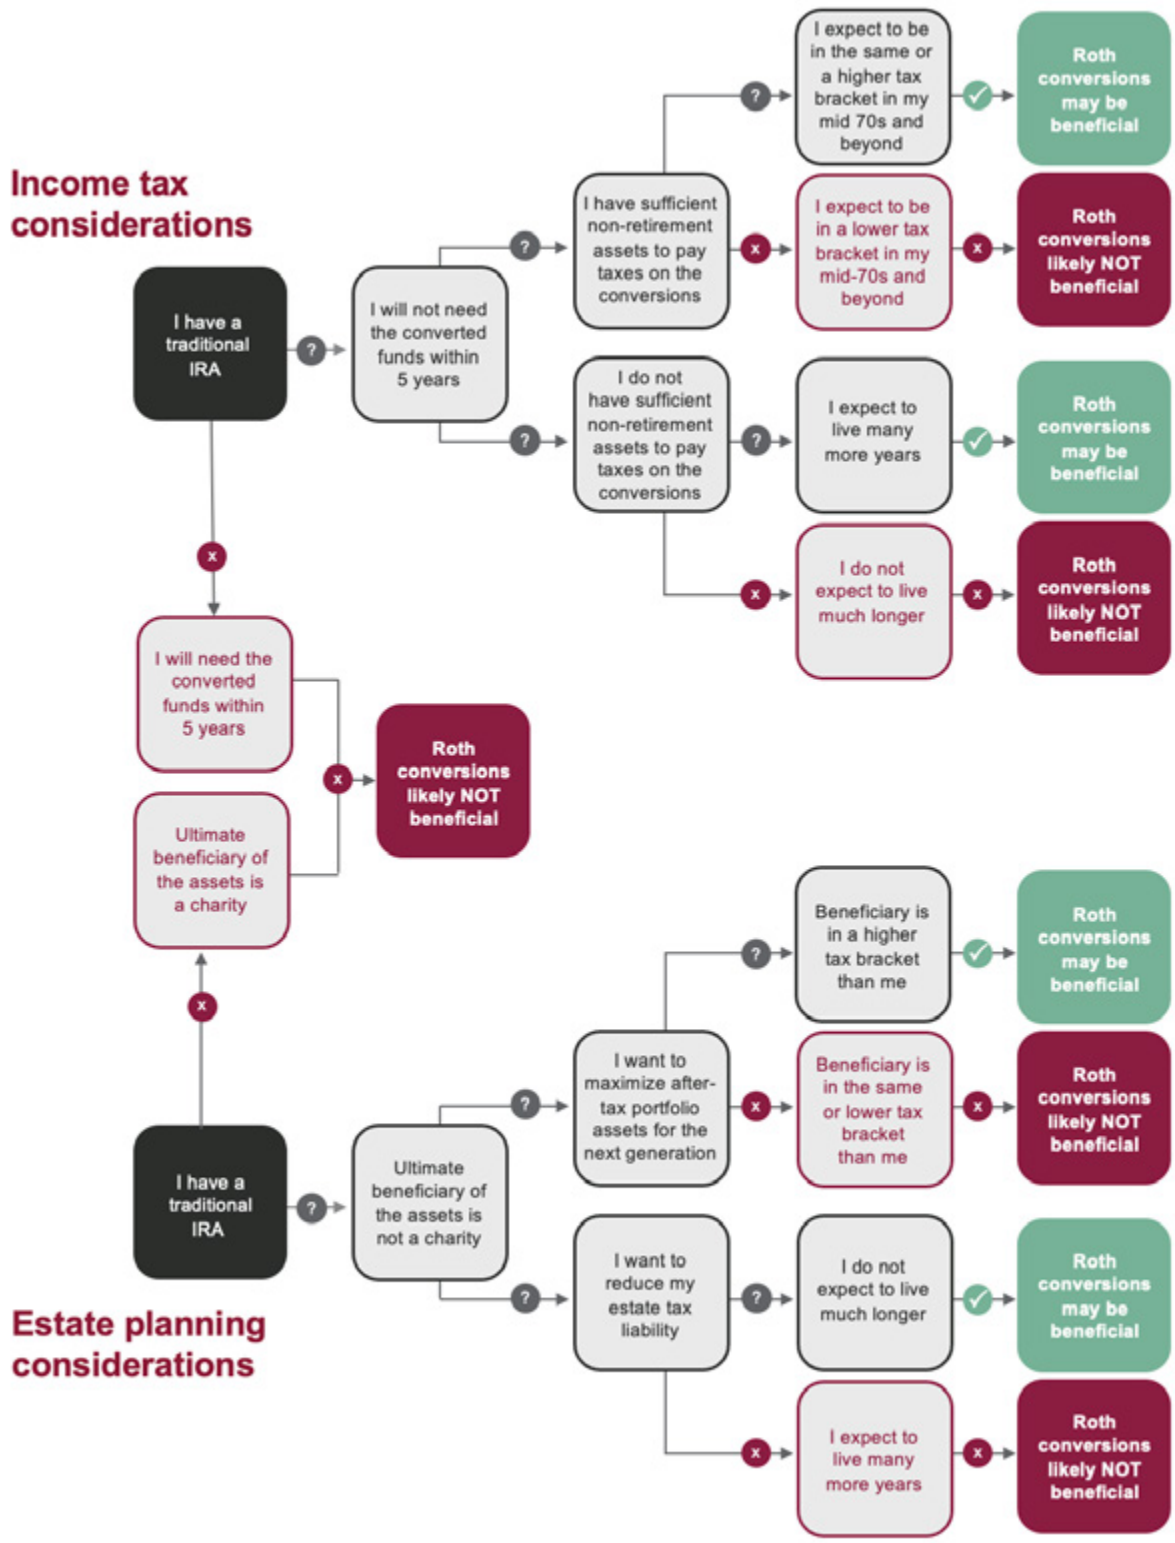 Income tax
considerations
I have a
traditional
IRA
?
I will not need
the converted
funds within
5 years
?
I have sufficient
non-retirement
assets to pay
taxes on the
conversions
?
I expect to be
in the same or
a higher tax
bracket in my
mid 70s and
beyond
Roth
conversions
may be
beneficial
x
I expect to be
in a lower tax
bracket in my
mid-70s and
beyond
x
Roth
conversions
likely NOT
beneficial
?
I do not
have sufficient
non-retirement
assets to pay
taxes on the
conversions
?
I expect to
live many
more years
Roth
conversions
may be
beneficial
x
I do not
expect to live
much longer
x
Roth
conversions
likely NOT
beneficial
x
I will need the
converted
funds within
5 years
x
Roth
conversions
likely NOT
beneficial
Ultimate
beneficiary of
the assets is
a charity
x
I have a
traditional
IRA
?
Ultimate
beneficiary of
the assets is
not a charity
?
I want to
maximize after-
tax portfolio
assets for the
next generation
?
Beneficiary is
in a higher
tax bracket
than me
Roth
conversions
may be
beneficial
x
Beneficiary is
in the same
or lower tax
bracket
than me
x
Roth
conversions
likely NOT
beneficial
?
I want to
reduce my
estate tax
liability
?
I do not
expect to live
much longer
Roth
conversions
may be
beneficial
x
I expect to
live many
more years
x
Roth
conversions
likely NOT
beneficial
Estate planning
considerations